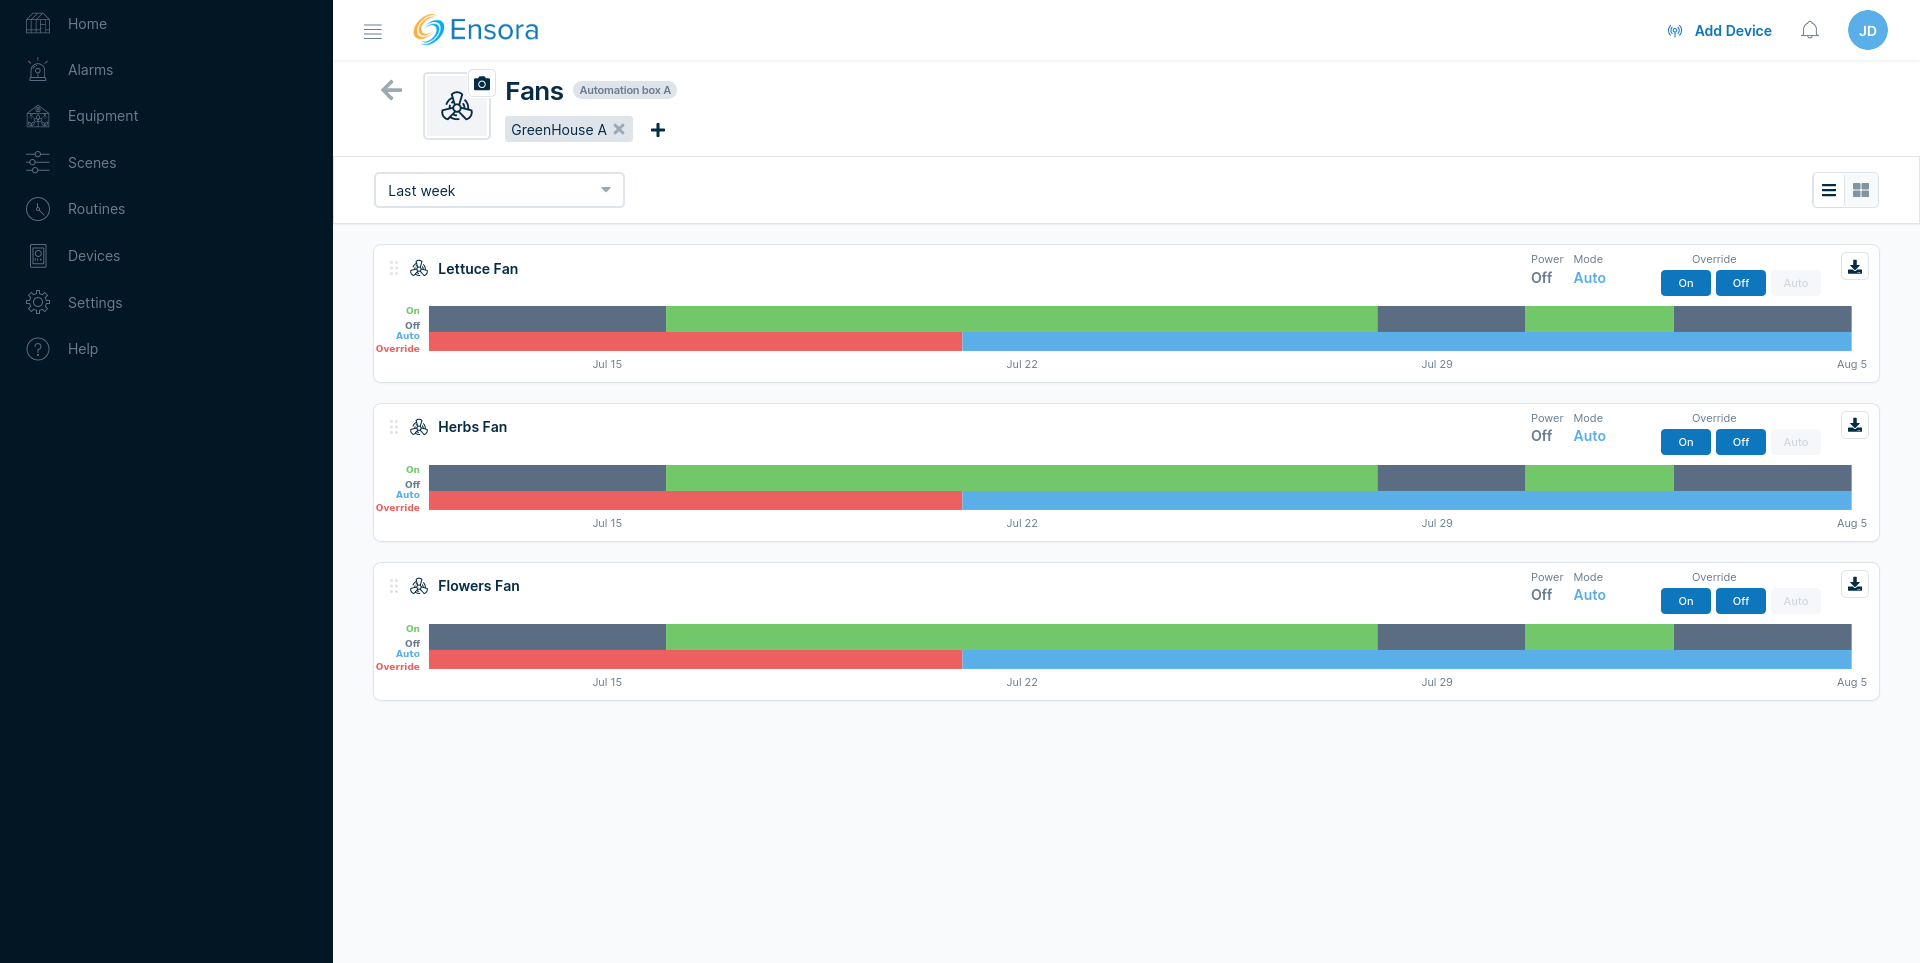 Home
Alarms
Equipment
Scenes
Routines
Devices
Settings
Help
Ensora
Add Device
JD
Fans Automation box A
GreenHouse A
Last week
Lettuce Fan
Power Mode Override
Off Auto On Off Auto
On
Off
Auto
Override
Jul 15 Jul 22 Jul 29 Aug 5
Herbs Fan
Power Mode Override
Off Auto On Off Auto
On
Off
Auto
Override
Jul 15 Jul 22 Jul 29 Aug 5
Flowers Fan
Power Mode Override
Off Auto On Off Auto
On
Off
Auto
Override
Jul 15 Jul 22 Jul 29 Aug 5